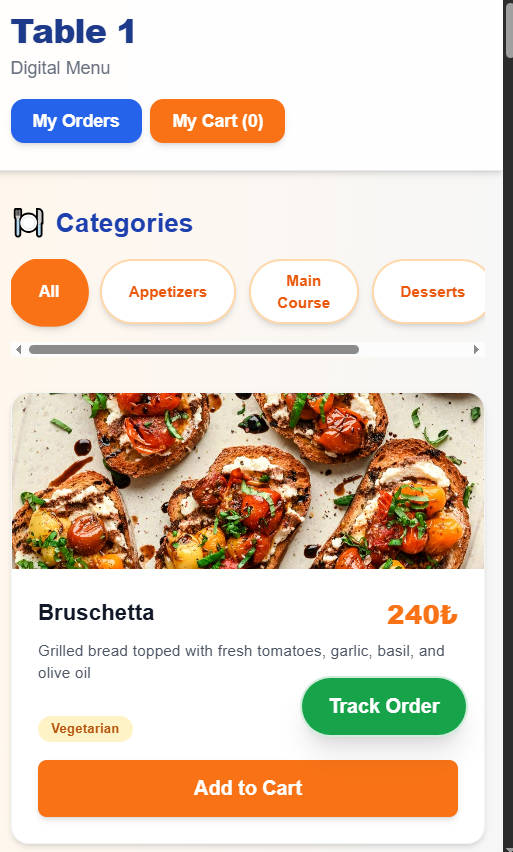 Table 1
Digital Menu
My Orders
My Cart (0)
Categories
All
Appetizers
Main
Course
Desserts
Bruschetta
240₺
Grilled bread topped with fresh tomatoes, garlic, basil, and
olive oil
Track Order
Vegetarian
Add to Cart